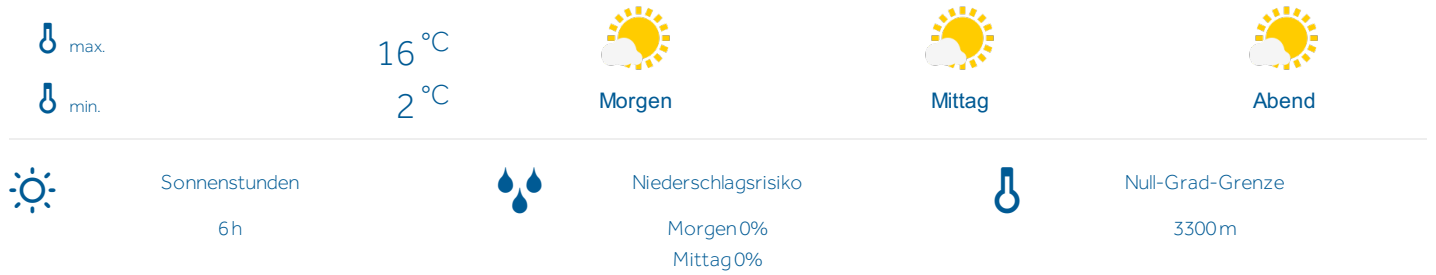 max. 16 °C
min. 2 °C
Morgen Mittag Abend
Sonnenstunden Niederschlagsrisiko Null-Grad-Grenze
6 h Morgen 0% 3300 m
Mittag 0%